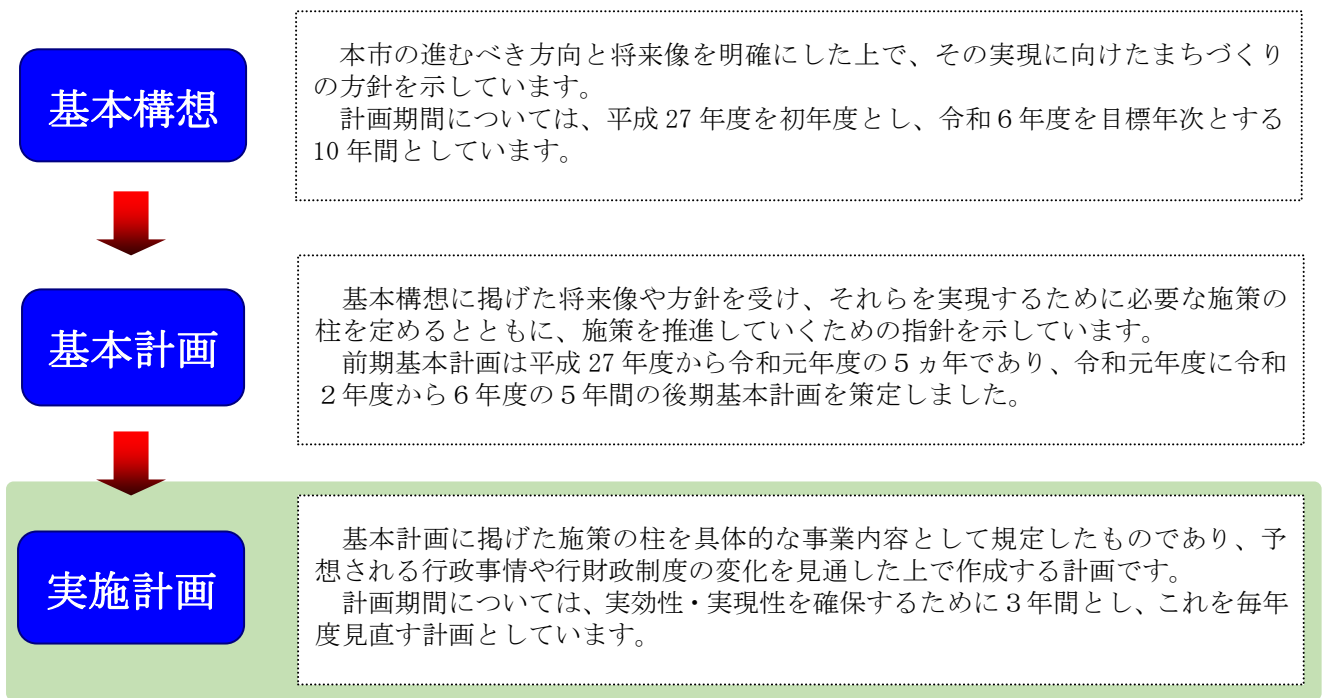 基本構想
本市の進むべき方向と将来像を明確にした上で、その実現に向けたまちづくり
の方針を示しています。
計画期間については、平成 27 年度を初年度とし、令和６年度を目標年次とする
10 年間としています。
基本計画
基本構想に掲げた将来像や方針を受け、それらを実現するために必要な施策の
柱を定めるとともに、施策を推進していくための指針を示しています。
前期基本計画は平成 27 年度から令和元年度の５ヵ年であり、令和元年度に令和
２年度から６年度の５年間の後期基本計画を策定しました。
実施計画
基本計画に掲げた施策の柱を具体的な事業内容として規定したものであり、予
想される行政事情や行財政制度の変化を見通した上で作成する計画です。
計画期間については、実効性・実現性を確保するために３年間とし、これを毎年
度見直す計画としています。